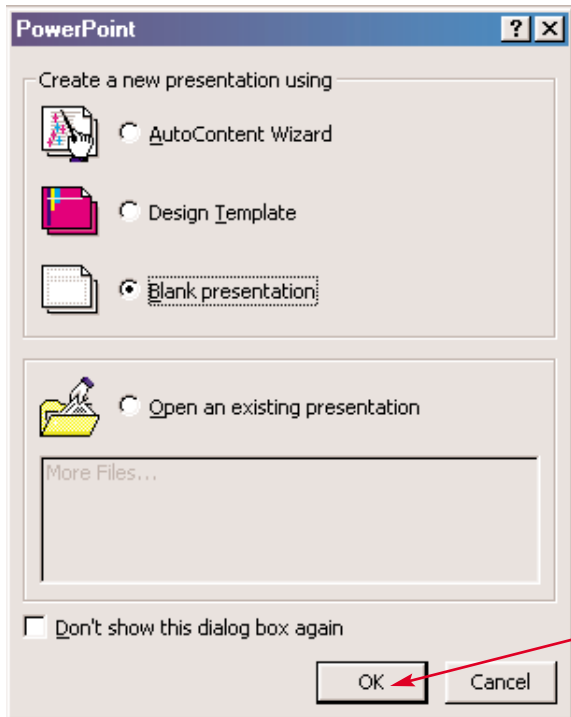 PowerPoint
Create a new presentation using
AutoContent Wizard
Design Template
Blank presentation
Open an existing presentation
More Files...
Don't show this dialog box again
OK
Cancel